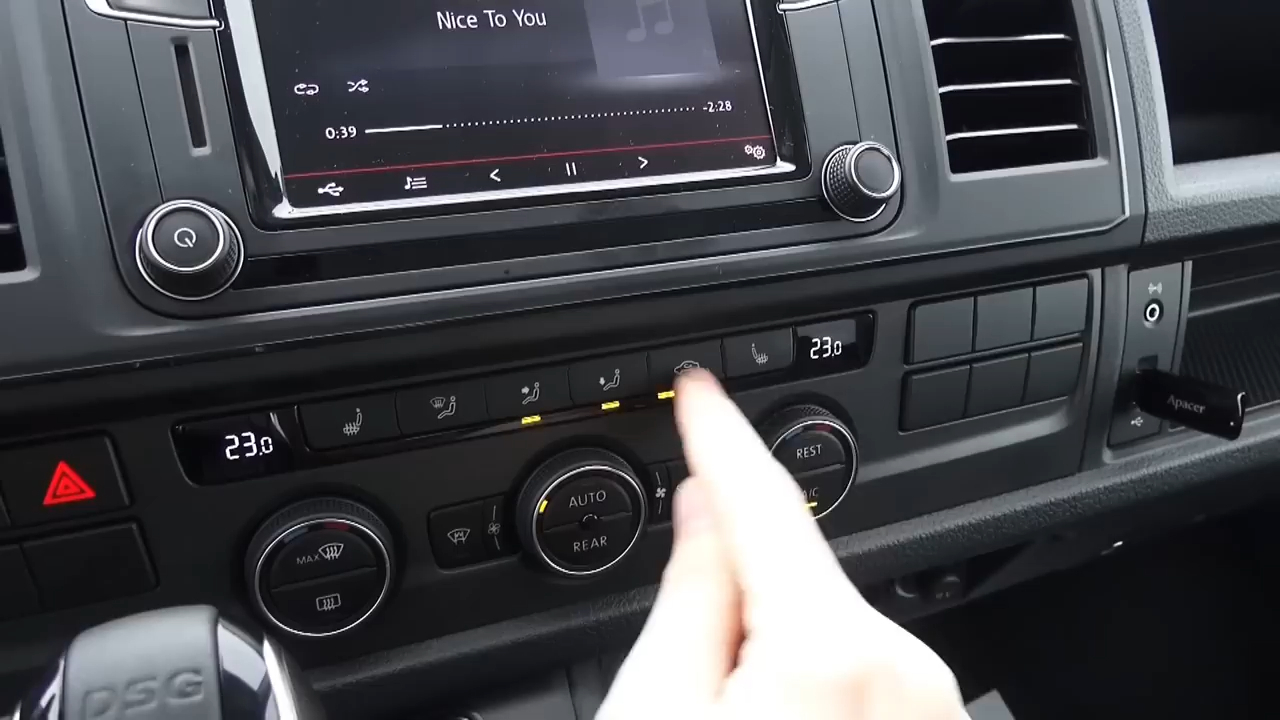 Nice To You
0:39
-2:28
23.0
23.0
REST
A/C
AUTO
REAR
MAX
Apacer
DSG